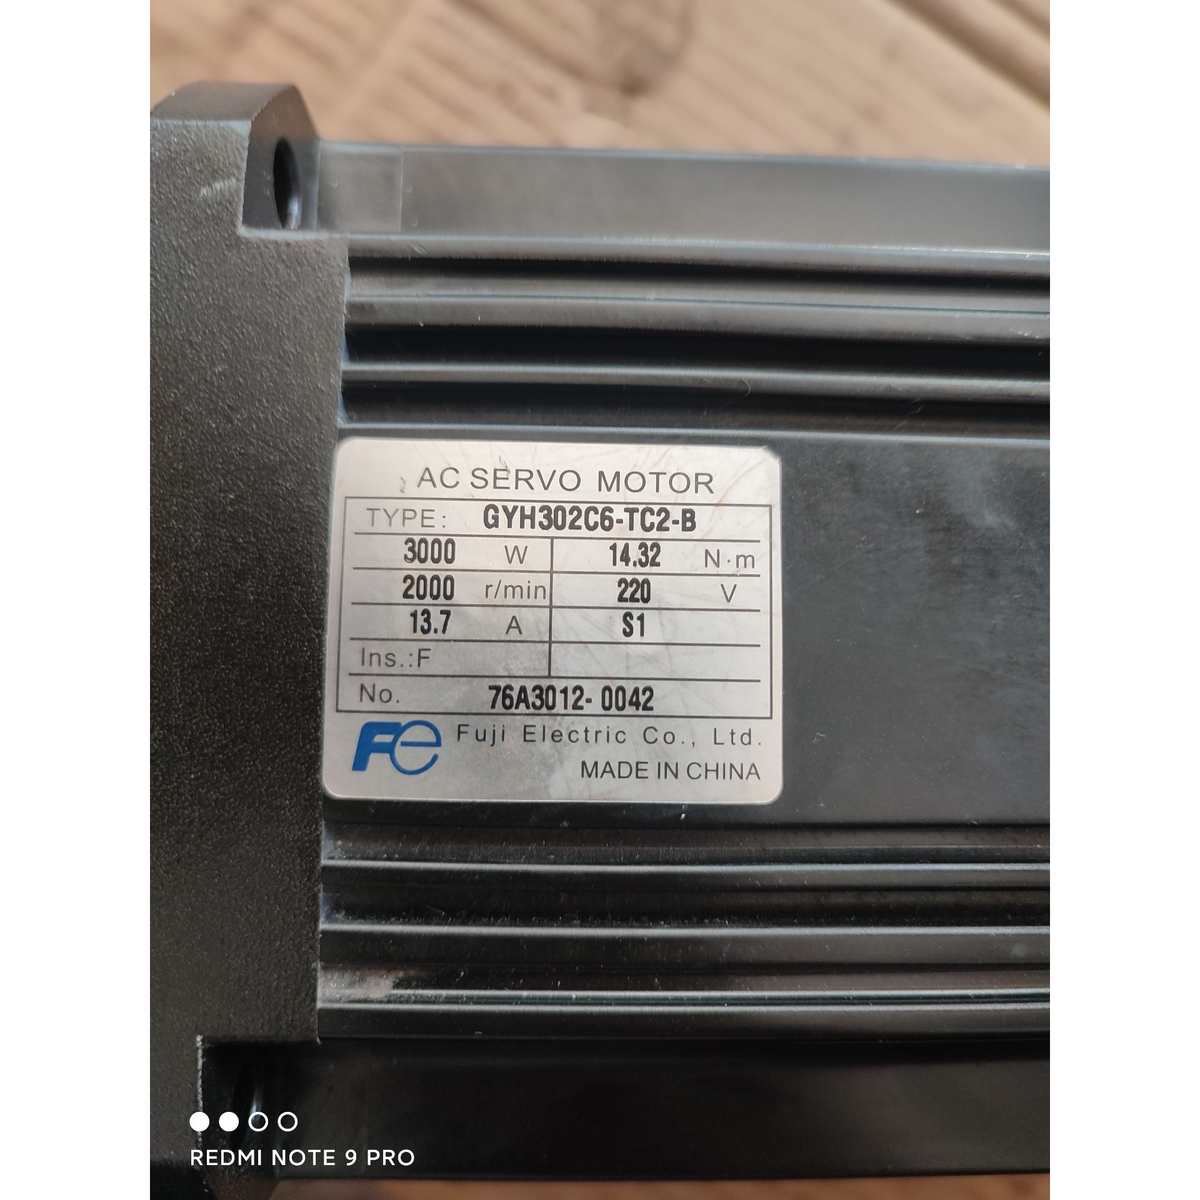 AC SERVO MOTOR
TYPE: GYH302C6-TC2-B
3000 W 14.32 N·m
2000 r/min 220 V
13.7 A S1
Ins.:F
No. 76A3012-0042
Fe Fuji Electric Co., Ltd.
MADE IN CHINA
REDMI NOTE 9 PRO